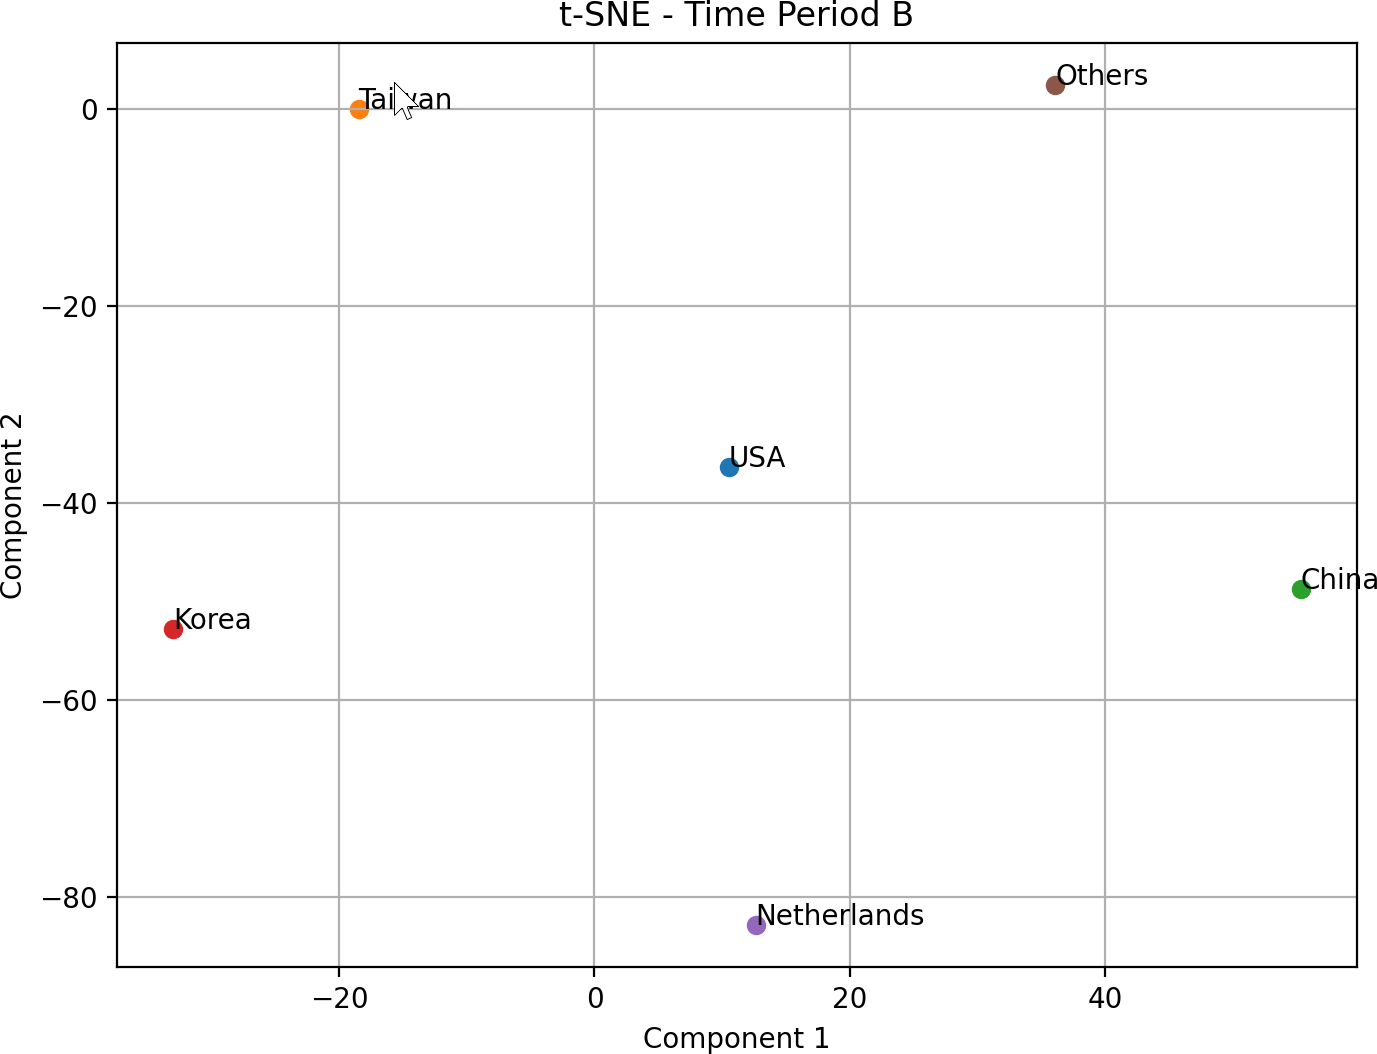 t-SNE - Time Period B
Taiwan
Others
USA
China
Korea
Netherlands
0
−20
−40
−60
−80
−20
0
20
40
Component 1
Component 2